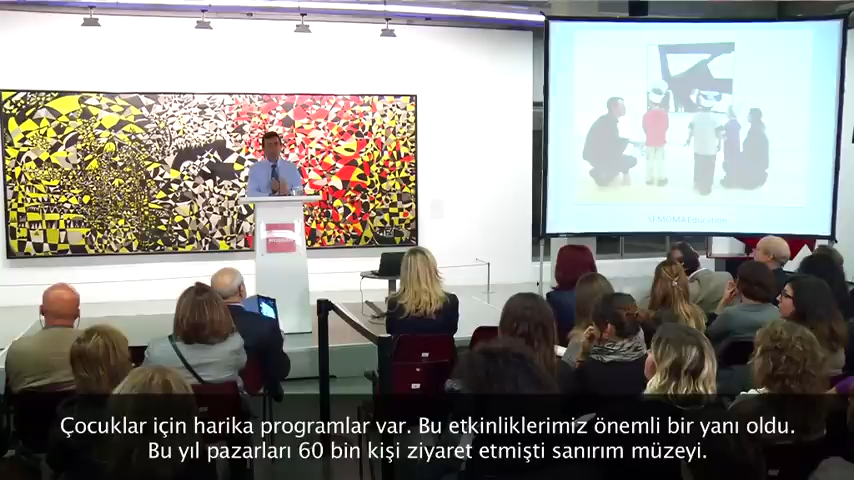 SFMOMA Education
Çocuklar için harika programlar var. Bu etkinliklerimiz önemli bir yanı oldu.
Bu yıl pazarları 60 bin kişi ziyaret etmişti sanırım müzeyi.